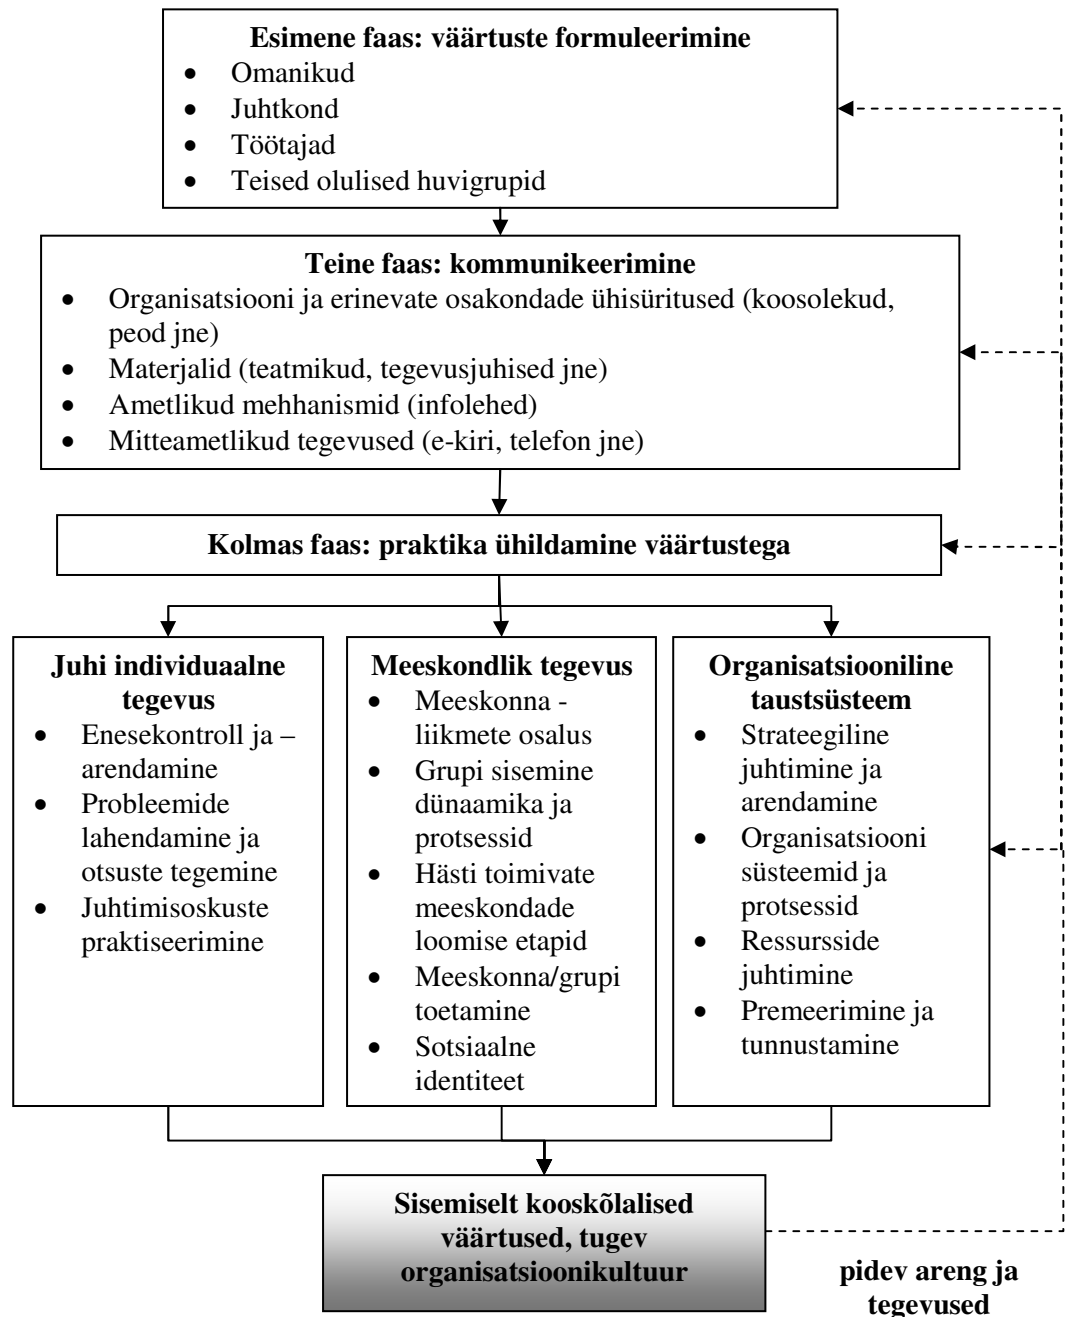 Esimene faas: väärtuste formuleerimine
• Omanikud
• Juhtkond
• Töötajad
• Teised olulised huvigrupid
Teine faas: kommunikeerimine
• Organisatsiooni ja erinevate osakondade ühisüritused (koosolekud,
peod jne)
• Materjalid (teatmikud, tegevusjuhised jne)
• Ametlikud mehhanismid (infolehed)
• Mitteametlikud tegevused (e-kiri, telefon jne)
Kolmas faas: praktika ühildamine väärtustega
Juhi individuaalne
tegevus
• Enesekontroll ja –
arendamine
• Probleemide
lahendamine ja
otsuste tegemine
• Juhtimisoskuste
praktiseerimine
Meeskondlik tegevus
• Meeskonna -
liikmete osalus
• Grupi sisemine
dünaamika ja
protsessid
• Hästi toimivate
meeskondade
loomise etapid
• Meeskonna/grupi
toetamine
• Sotsiaalne
identiteet
Organisatsiooniline
taustsüsteem
• Strateegiline
juhtimine ja
arendamine
• Organisatsiooni
süsteemid ja
protsessid
• Ressursside
juhtimine
• Premeerimine ja
tunnustamine
Sisemiselt kooskõlalised
väärtused, tugev
organisatsioonikultuur
pidev areng ja
tegevused